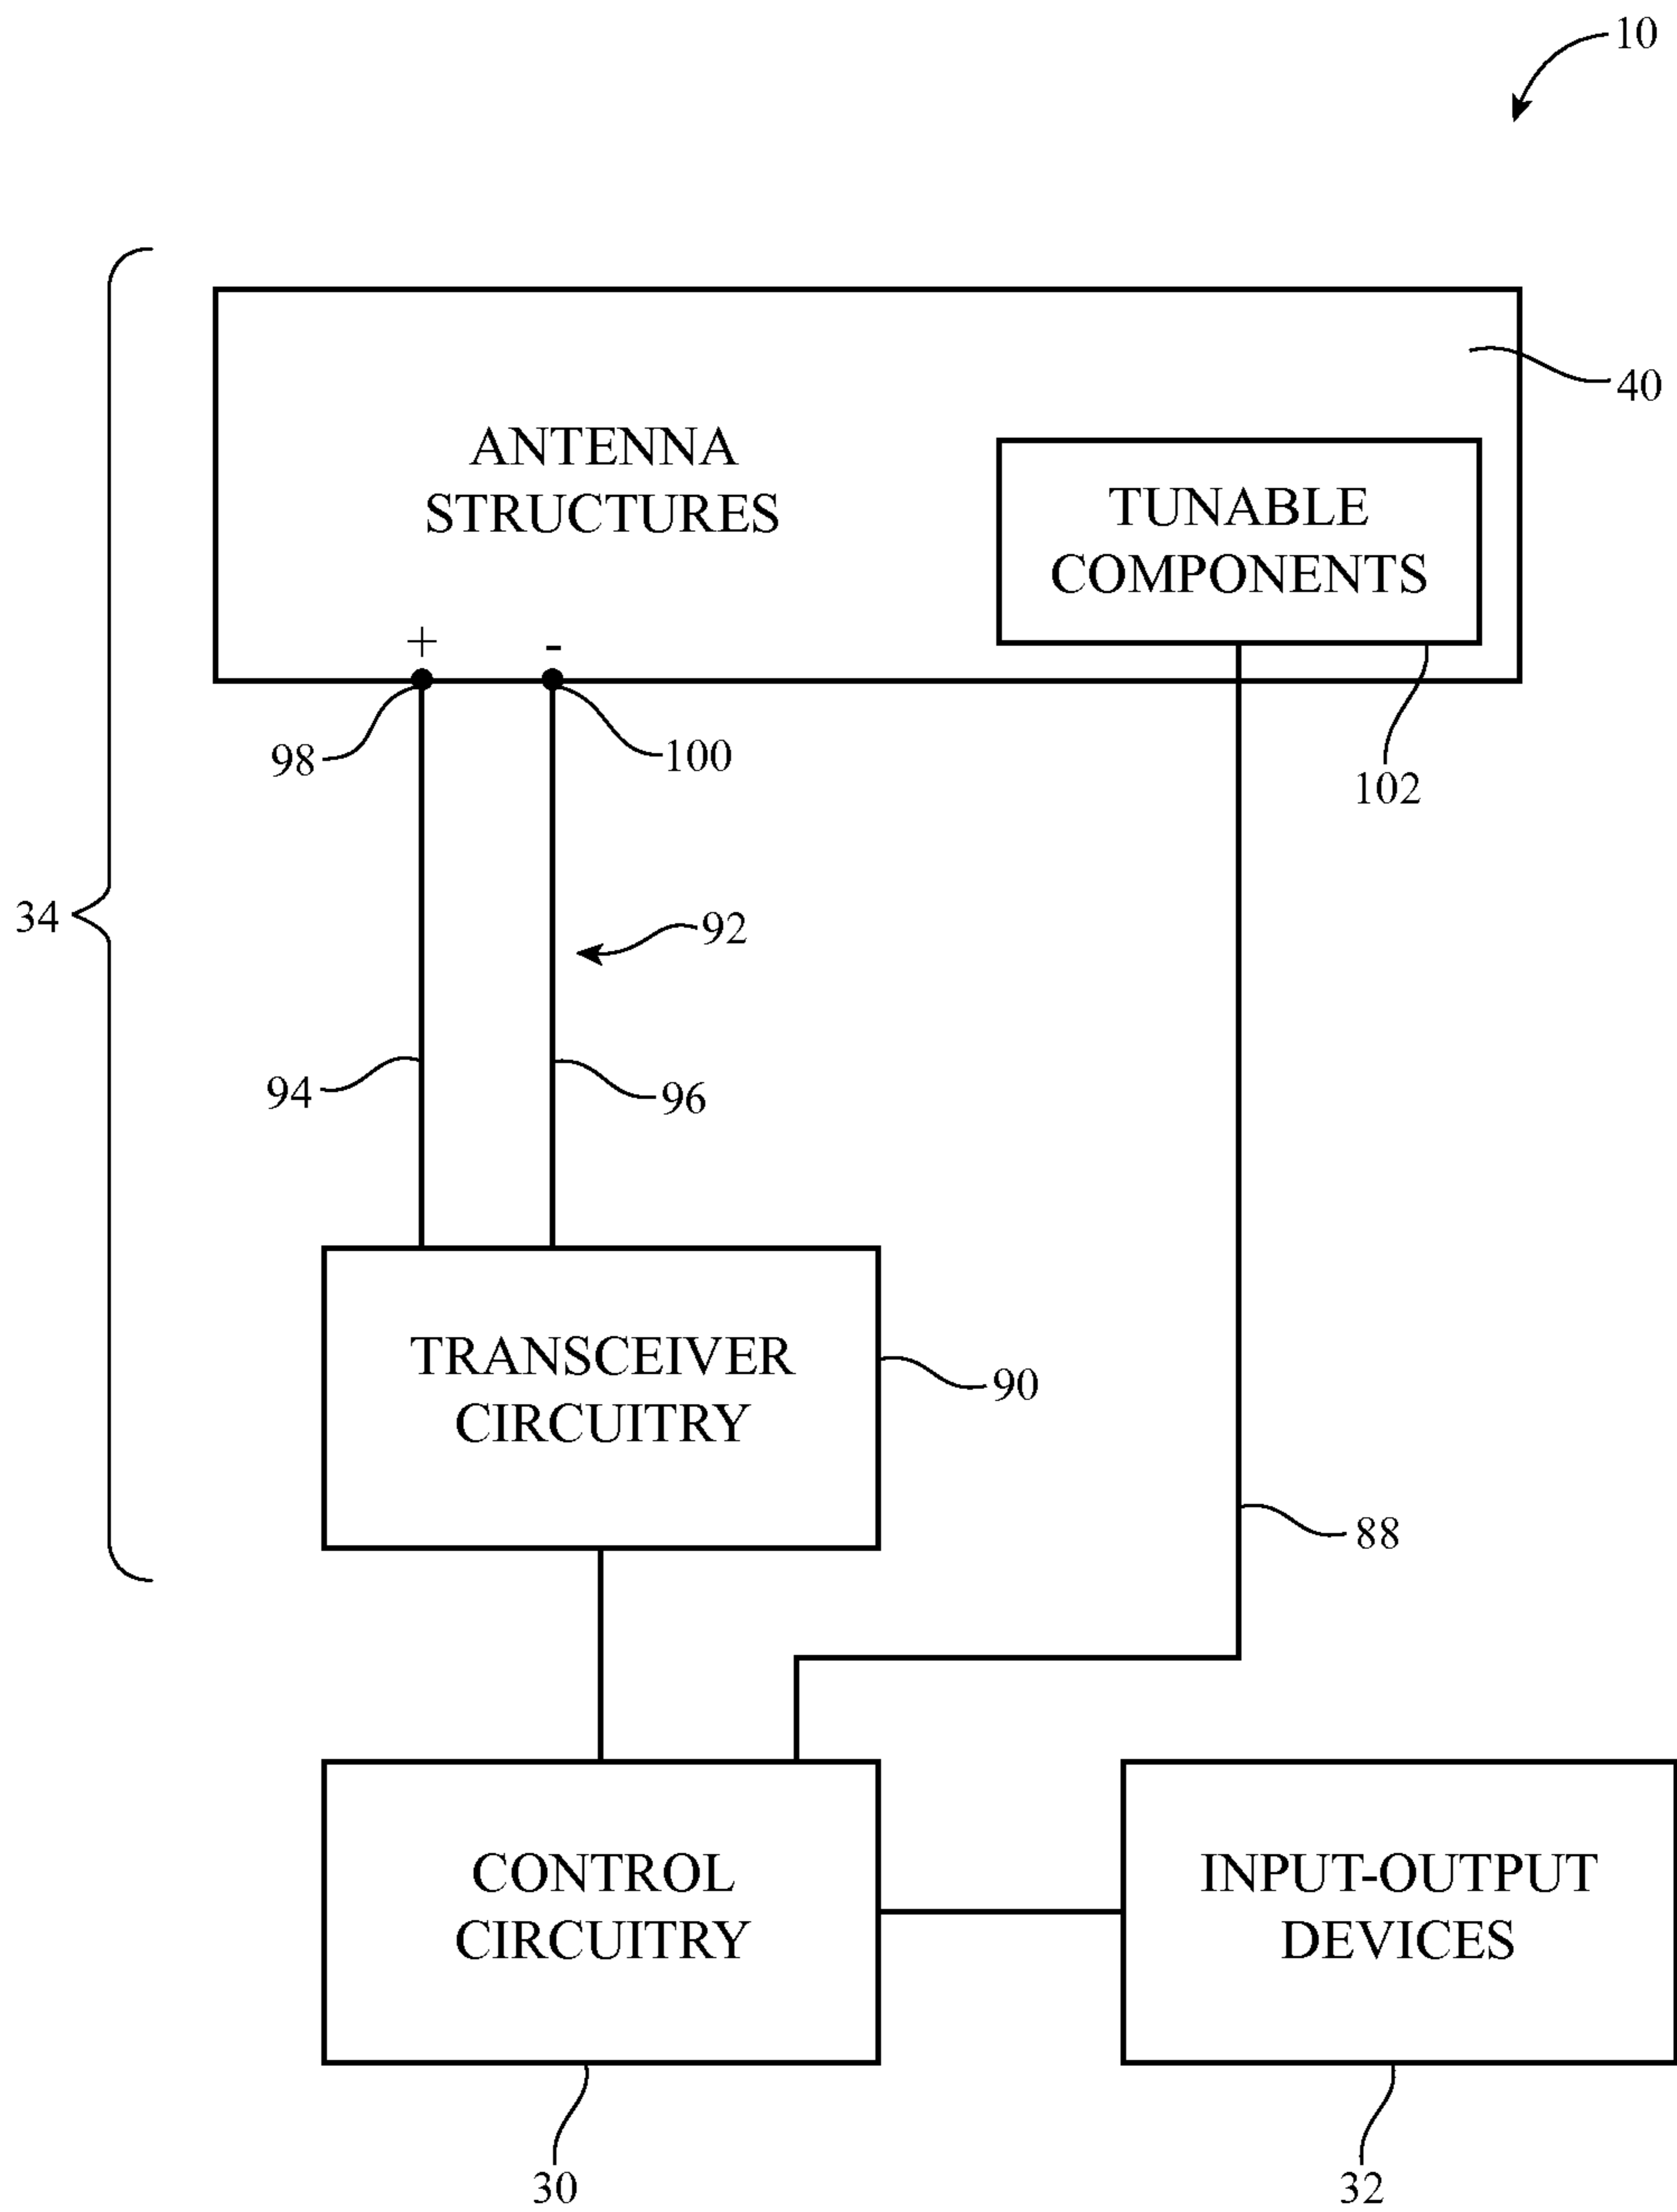 10
40
ANTENNA
STRUCTURES
TUNABLE
COMPONENTS
+
-
98
100
102
34
92
94
96
TRANSCEIVER
CIRCUITRY
90
88
CONTROL
CIRCUITRY
INPUT-OUTPUT
DEVICES
30
32